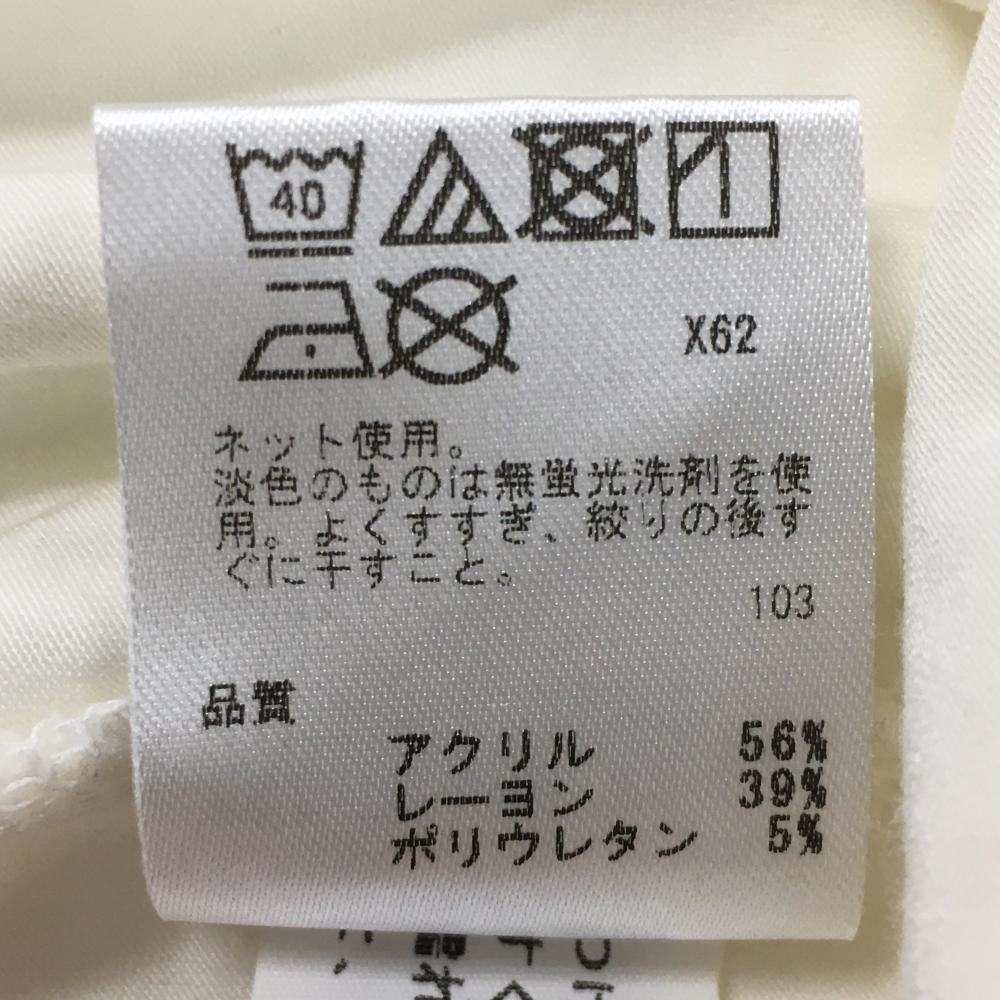 40
X62
ネット使用。
淡色のものは無蛍光洗剤を使
用。よくすすぎ、絞りの後す
ぐに干すこと。
103
品質
アクリル 56%
レーヨン 39%
ポリウレタン 5%